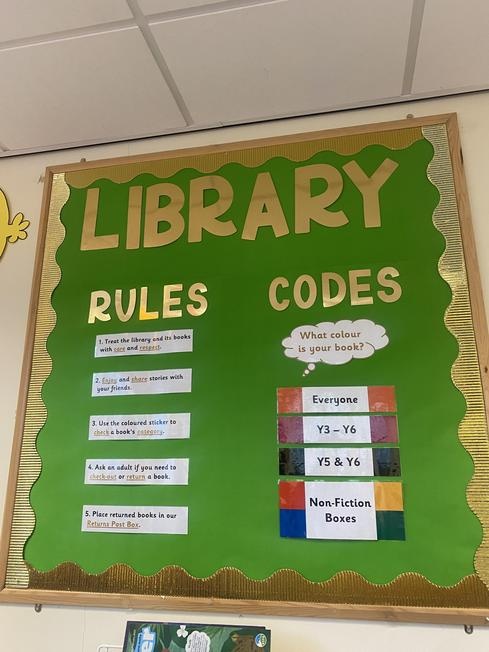 LIBRARY
RULES
1. Treat the library and its books
with care and respect.
2. Enjoy and share stories with
your friends.
3. Use the coloured sticker to
check a book's category.
4. Ask an adult if you need to
check-out or return a book.
5. Place returned books in our
Returns Post Box.
CODES
What colour
is your book?
Everyone
Y3 – Y6
Y5 & Y6
Non-Fiction
Boxes